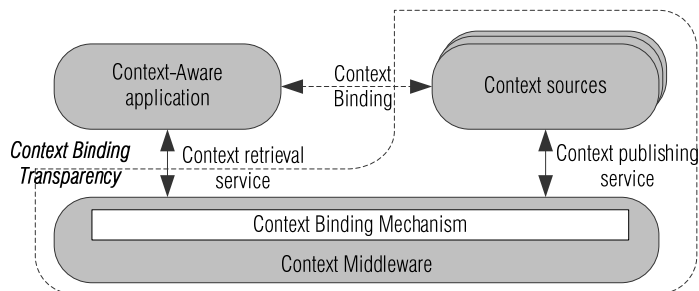 Context-Aware
application
Context
Binding
Context sources
Context Binding
Transparency
Context retrieval
service
Context publishing
service
Context Binding Mechanism
Context Middleware